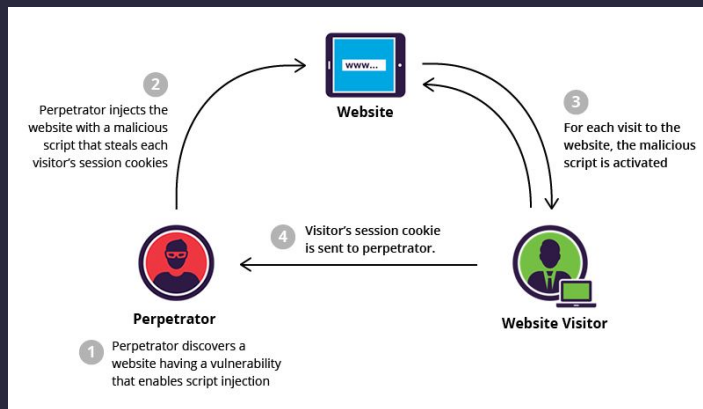 www...
Website
2
Perpetrator injects the
website with a malicious
script that steals each
visitor's session cookies
3
For each visit to the
website, the malicious
script is activated
4
Visitor's session cookie
is sent to perpetrator.
Perpetrator
Website Visitor
1
Perpetrator discovers a
website having a vulnerability
that enables script injection